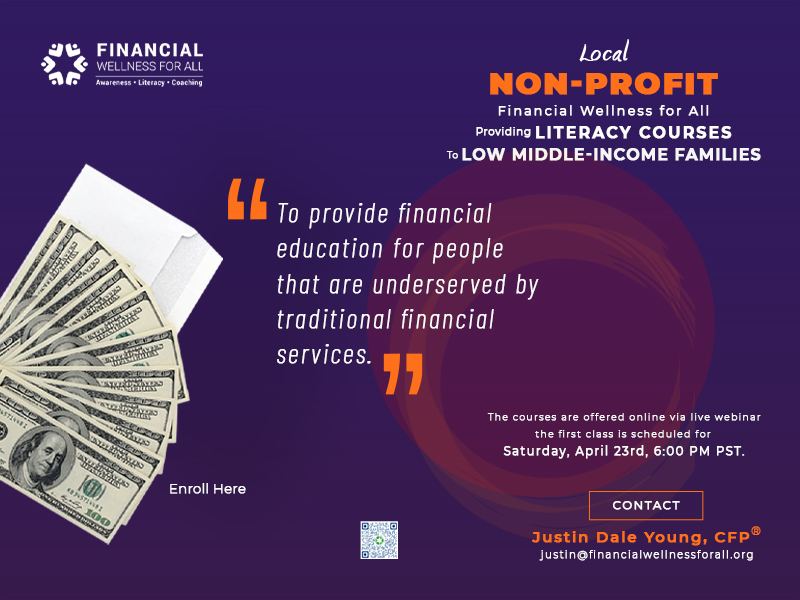 FINANCIAL
WELLNESS FOR ALL
Awareness • Literacy • Coaching
Local
NON-PROFIT
Financial Wellness for All
Providing LITERACY COURSES
To LOW MIDDLE-INCOME FAMILIES
“To provide financial
education for people
that are underserved by
traditional financial
services.”
The courses are offered online via live webinar
the first class is scheduled for
Saturday, April 23rd, 6:00 PM PST.
Enroll Here
CONTACT
Justin Dale Young, CFP®
justin@financialwellnessforall.org
100